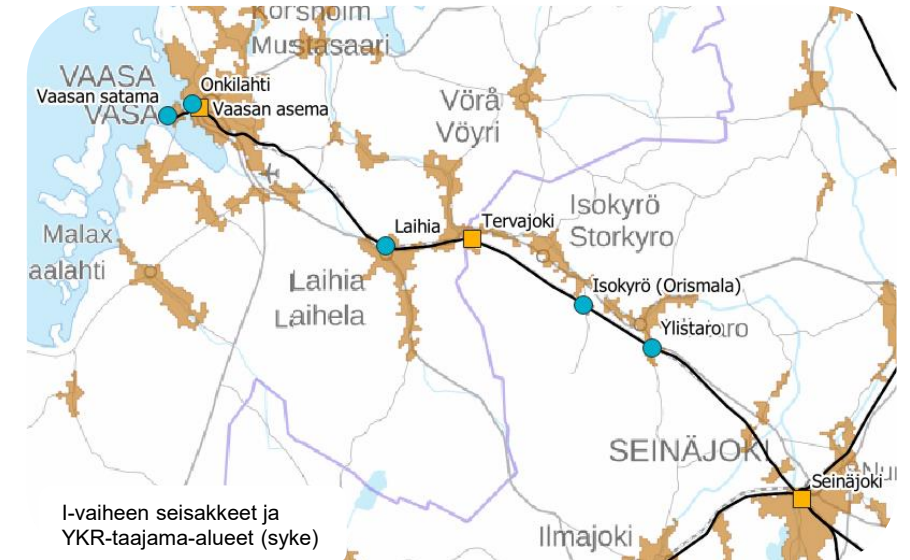 Korsholm
Mustasaari
VAASA
VASA
Onkilahti
Vaasan satama
Vaasan asema
Vörå
Vöyri
Isokyrö
Storkyro
Laihia
Tervajoki
Malax
aalahti
Laihia
Laihela
Isokyrö (Orismala)
Ylistaro
SEINÄJOKI
Seinäjoki
Ilmajoki
I-vaiheen seisakkeet ja
YKR-taajama-alueet (syke)